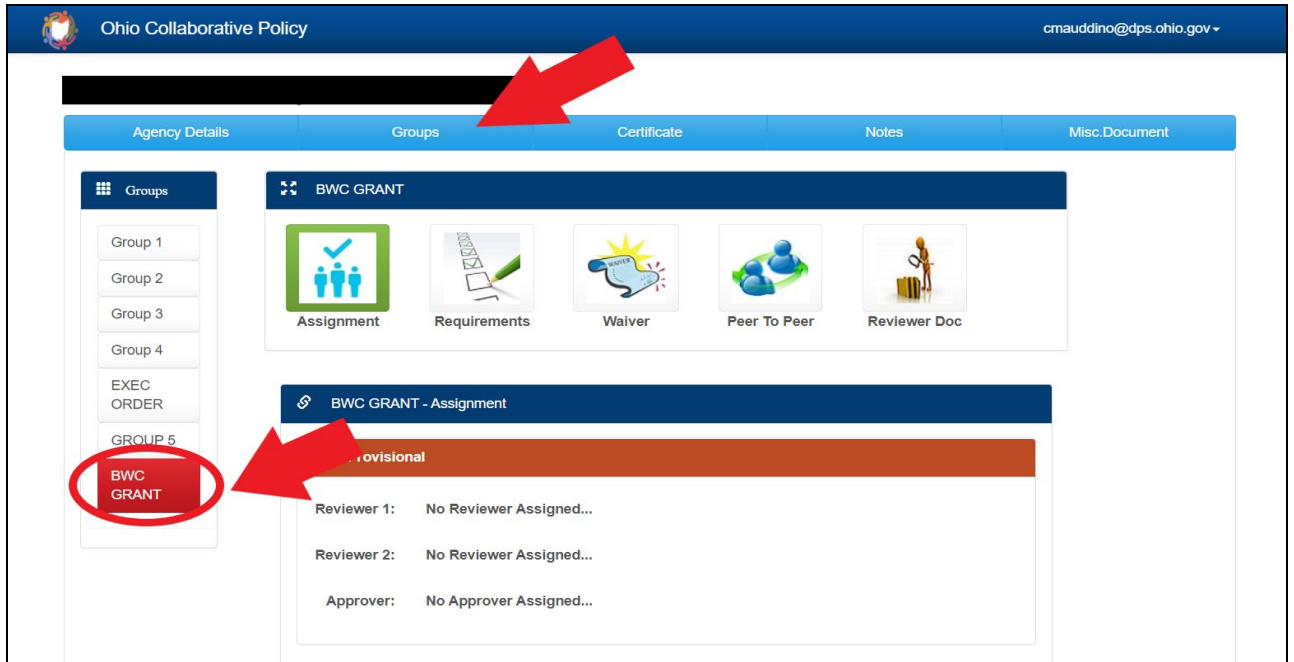 Ohio Collaborative Policy
cmauddino@dps.ohio.gov
Agency Details
Groups
Certificate
Notes
Misc.Document
Groups
Group 1
Group 2
Group 3
Group 4
EXEC
ORDER
GROUP 5
BWC
GRANT
BWC GRANT
WAIVER
Assignment
Requirements
Waiver
Peer To Peer
Reviewer Doc
BWC GRANT - Assignment
ovisional
Reviewer 1: No Reviewer Assigned...
Reviewer 2: No Reviewer Assigned...
Approver: No Approver Assigned...